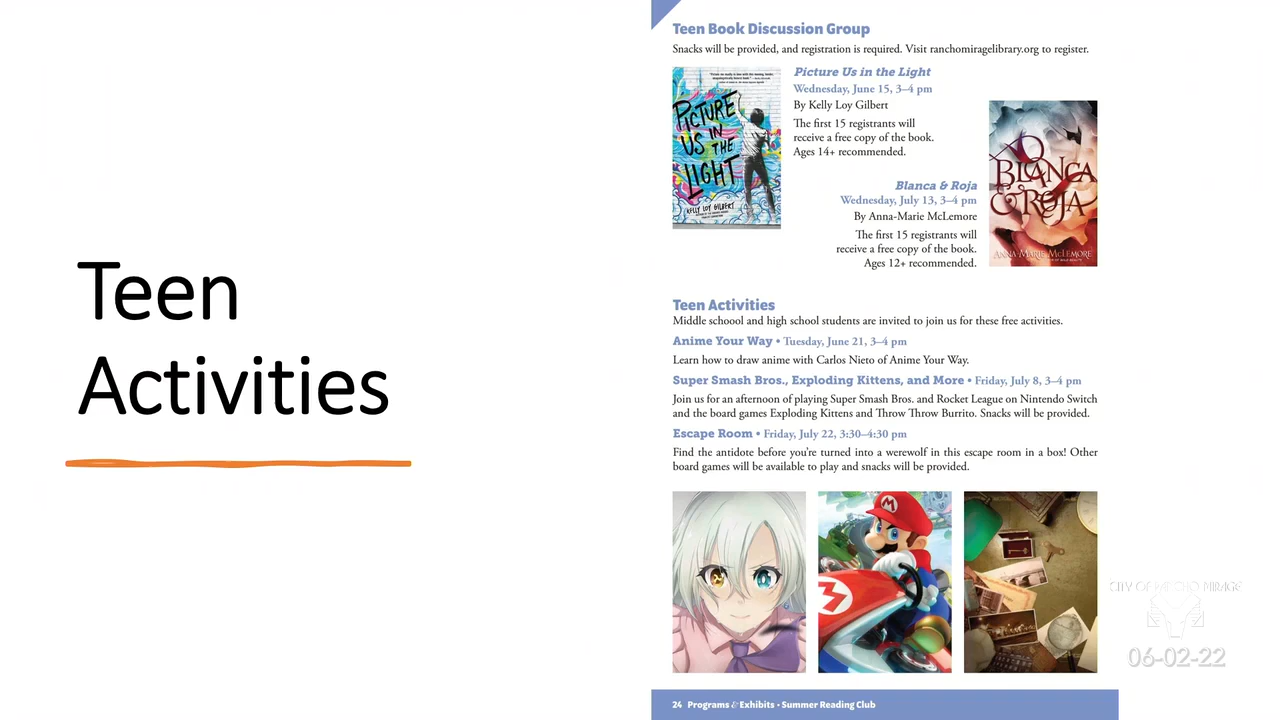 Teen
Activities
Teen Book Discussion Group
Snacks will be provided, and registration is required. Visit ranchomiragelibrary.org to register.
PICTURE
US IN
THE
LIGHT
KELLY LOY GILBERT
Picture Us in the Light
Wednesday, June 15, 3–4 pm
By Kelly Loy Gilbert
The first 15 registrants will
receive a free copy of the book.
Ages 14+ recommended.
Blanca & Roja
Wednesday, July 13, 3–4 pm
By Anna-Marie McLemore
The first 15 registrants will
receive a free copy of the book.
Ages 12+ recommended.
BLANCA
& ROJA
ANNA-MARIE McLEMORE
Teen Activities
Middle schoool and high school students are invited to join us for these free activities.
Anime Your Way • Tuesday, June 21, 3–4 pm
Learn how to draw anime with Carlos Nieto of Anime Your Way.
Super Smash Bros., Exploding Kittens, and More • Friday, July 8, 3–4 pm
Join us for an afternoon of playing Super Smash Bros. and Rocket League on Nintendo Switch
and the board games Exploding Kittens and Throw Throw Burrito. Snacks will be provided.
Escape Room • Friday, July 22, 3:30–4:30 pm
Find the antidote before you're turned into a werewolf in this escape room in a box! Other
board games will be available to play and snacks will be provided.
M
CITY OF RANCHO MIRAGE
06-02-22
24 Programs & Exhibits • Summer Reading Club